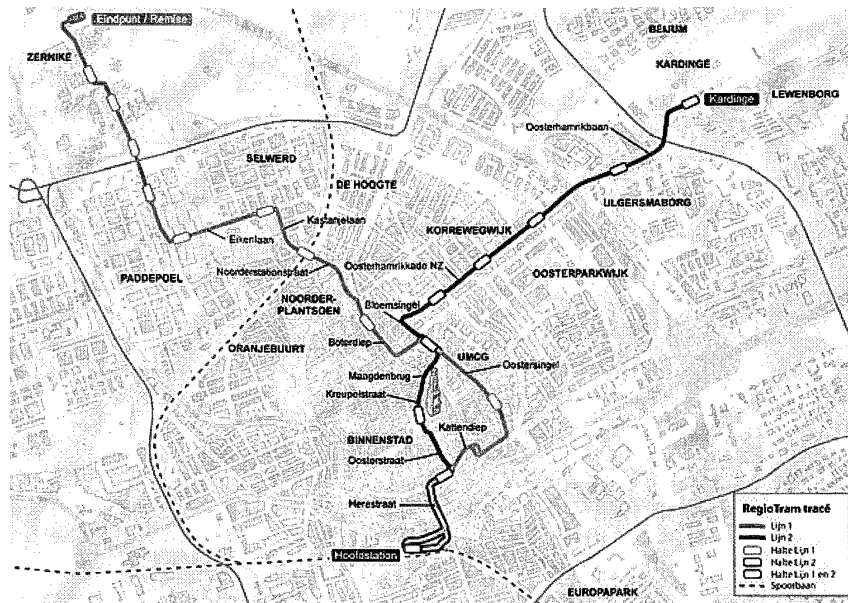 Eindpunt / Remise
ZERNIKE
BEIJUM
KARDINGE
LEWENBORG
Kardinge
Oosterhamrikbaan
SELWERD
DE HOOGTE
ULGERSMABORG
Kastanjelaan
KORREWEGWIJK
Eikenlaan
PADDEPOEL
Noorderstationstraat
Oosterhamrikkade NZ
OOSTERPARKWIJK
NOORDER-
PLANTSOEN
Bloemsingel
Boterdiep
ORANJEBUURT
UMCG
Oostersingel
Maagdenbrug
Kreupelstraat
Kattendiep
BINNENSTAD
Oosterstraat
Herestraat
Hoofdstation
EUROPAPARK
RegioTram tracé
Lijn 1
Lijn 2
Halte Lijn 1
Halte Lijn 2
Halte Lijn 1 en 2
Spoorbaan